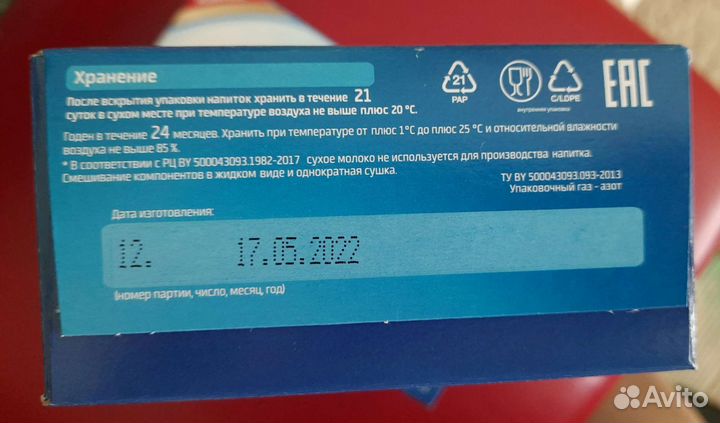 Хранение
После вскрытия упаковки напиток хранить в течение 21
суток в сухом месте при температуре воздуха не выше плюс 20 °С.
Годен в течение 24 месяцев. Хранить при температуре от плюс 1°С до плюс 25 °С и относительной влажности
воздуха не выше 85 %.
* В соответствии с РЦ BY 500043093.1982-2017 сухое молоко не используется для производства напитка.
Смешивание компонентов в жидком виде и однократная сушка.
21
PAP
внутренняя упаковка
C/LDPE
EAC
ТУ BY 500043093.093-2013
Упаковочный газ - азот
Дата изготовления:
12. 17.05.2022
(номер партии, число, месяц, год)
Avito